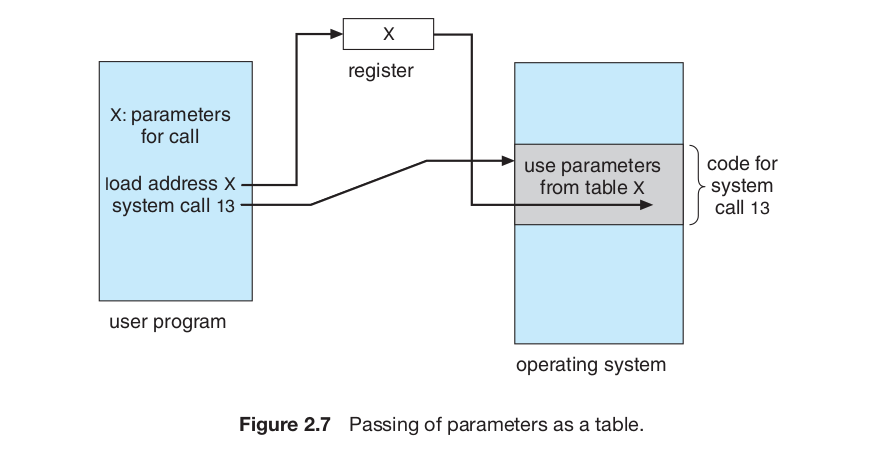 X
register
X: parameters
for call
load address X
system call 13
use parameters
from table X
code for
system
call 13
user program
operating system
Figure 2.7 Passing of parameters as a table.